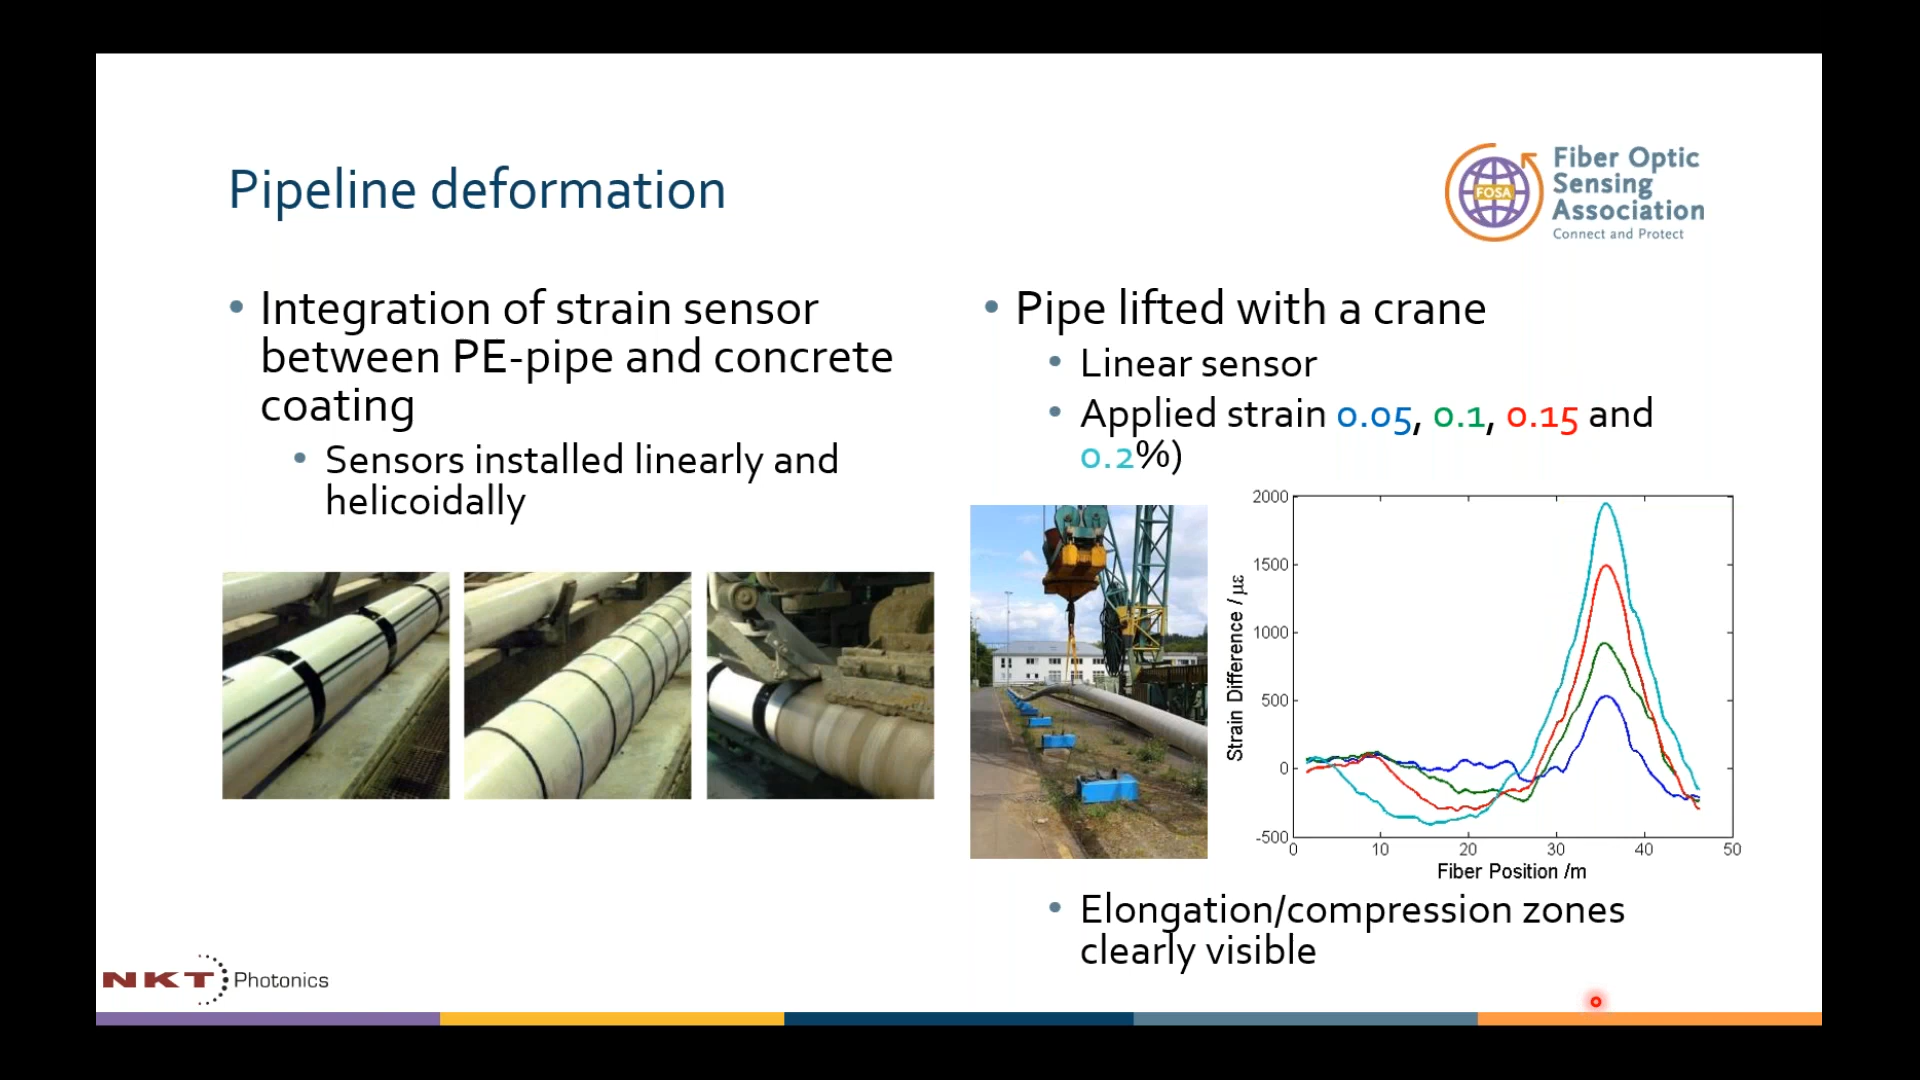 Pipeline deformation
FOSA
Fiber Optic
Sensing
Association
Connect and Protect
• Integration of strain sensor
between PE-pipe and concrete
coating
• Sensors installed linearly and
helicoidally
• Pipe lifted with a crane
• Linear sensor
• Applied strain 0.05, 0.1, 0.15 and
0.2%)
2000
1500
1000
500
0
-500
Strain Difference / µε
0 10 20 30 40 50
Fiber Position /m
• Elongation/compression zones
clearly visible
NKT Photonics